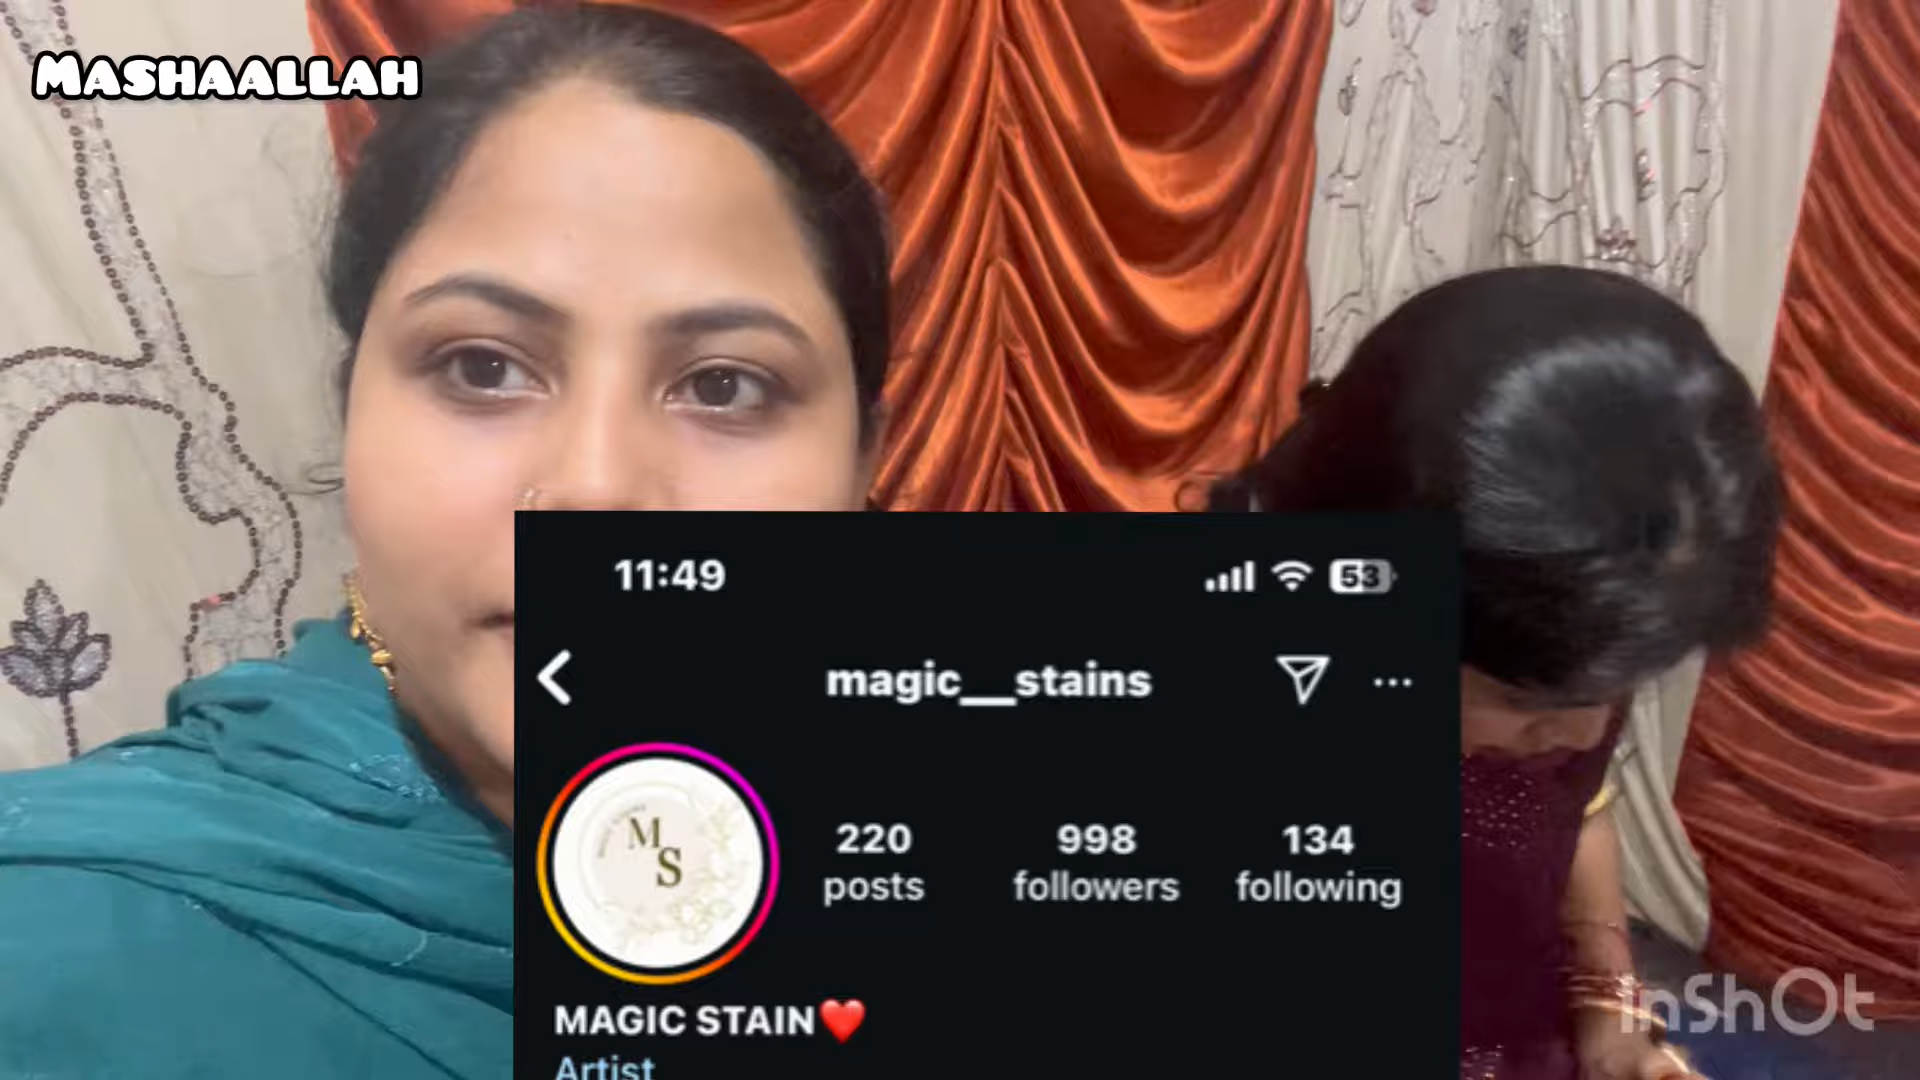 MASHAALLAH
11:49
53
magic__stains
M
S
220 998 134
posts followers following
MAGIC STAIN❤️
Artist
InShOt